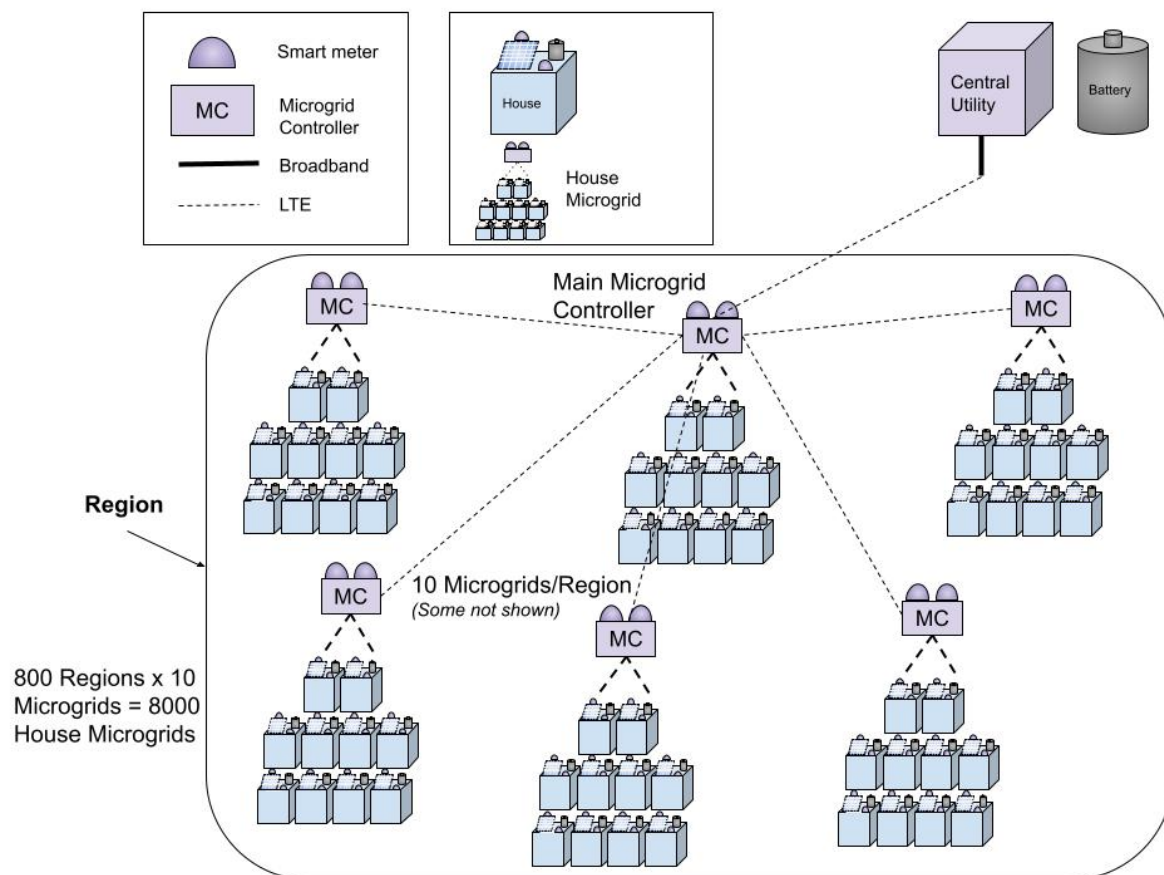 Smart meter
MC
Microgrid
Controller
Broadband
LTE
House
House
Microgrid
Central
Utility
Battery
Main Microgrid
Controller
MC
MC
MC
Region
10 Microgrids/Region
(Some not shown)
MC
MC
MC
800 Regions x 10
Microgrids = 8000
House Microgrids